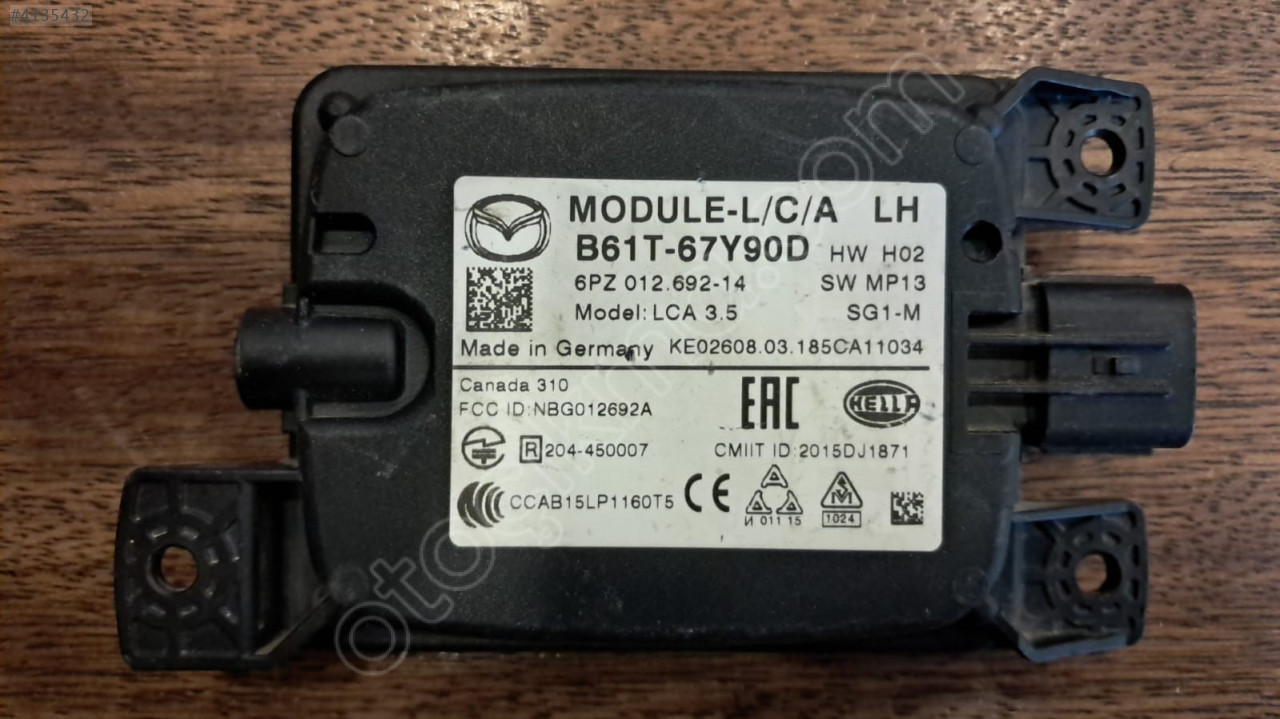 #4135432
MODULE-L/C/A LH
B61T-67Y90D HW H02
6PZ 012.692-14 SW MP13
Model: LCA 3.5 SG1-M
Made in Germany KE02608.03.185CA11034
Canada 310
FCC ID: NBG012692A
EAC
HELLA
R 204-450007
CMIIT ID: 2015DJ1871
CCAB15LP1160T5
CE
И 011 15
1024